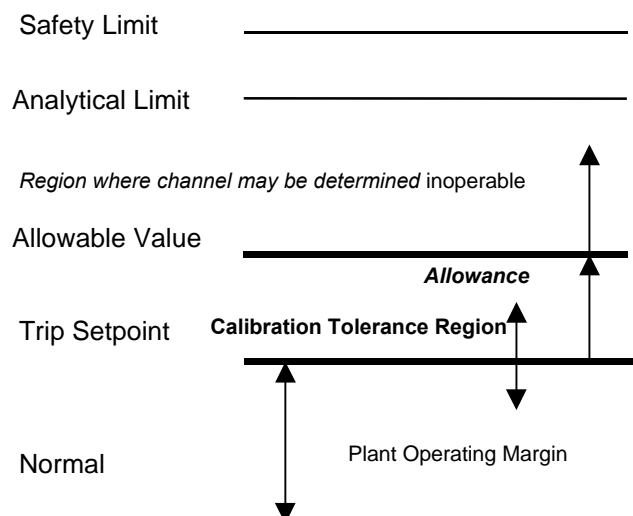 Safety Limit
Analytical Limit
Region where channel may be determined inoperable
Allowable Value
Allowance
Trip Setpoint
Calibration Tolerance Region
Plant Operating Margin
Normal